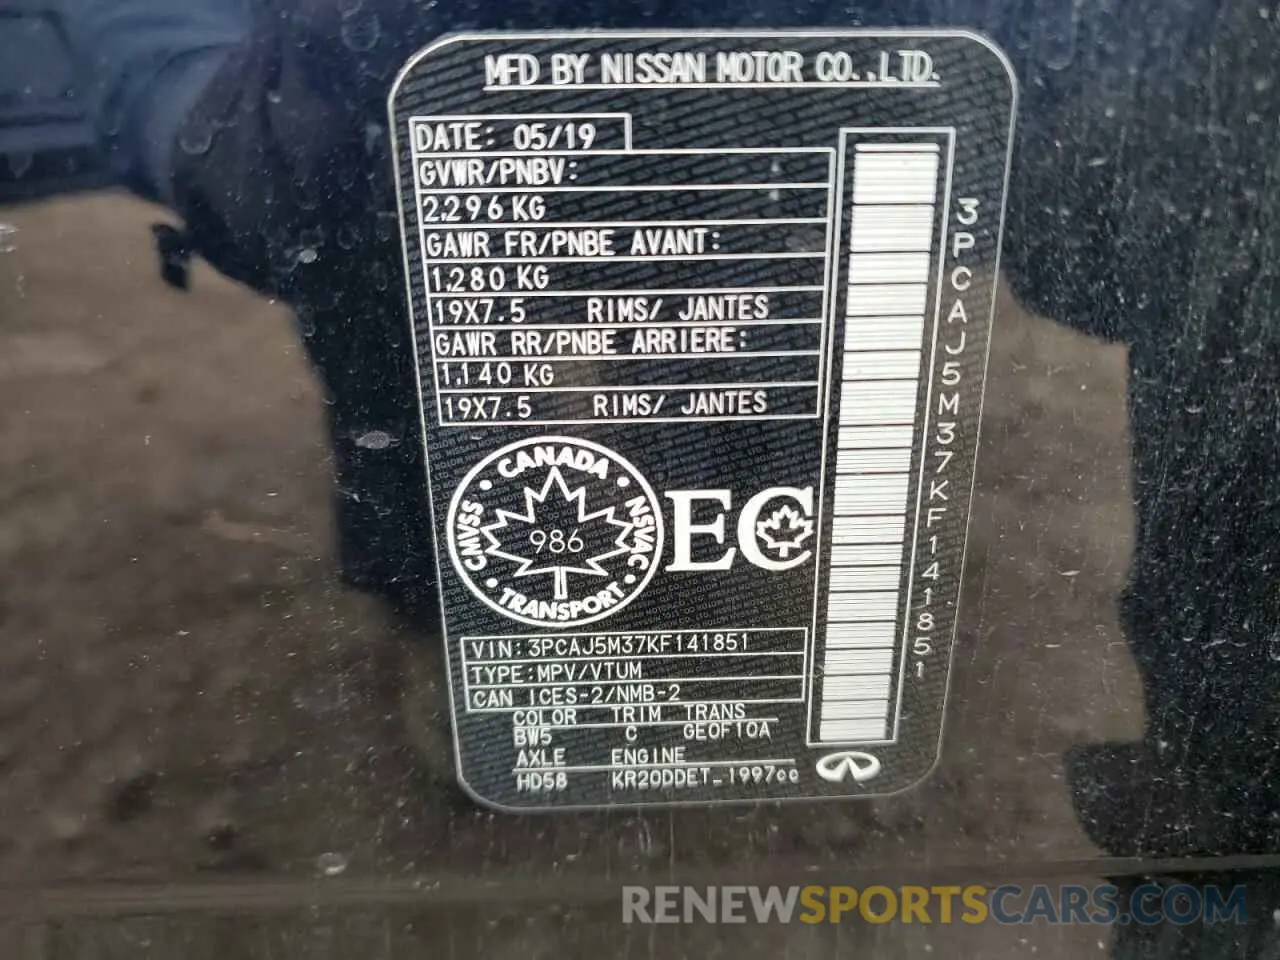 MFD BY NISSAN MOTOR CO.,LTD.
DATE: 05/19
GVWR/PNBV:
2,296 KG
GAWR FR/PNBE AVANT:
1,280 KG
19X7.5 RIMS/ JANTES
GAWR RR/PNBE ARRIERE:
1,140 KG
19X7.5 RIMS/ JANTES
CANADA
CMVSS
NSVAC
986
TRANSPORT
EC
VIN: 3PCAJ5M37KF141851
TYPE: MPV/VTUM
CAN ICES-2/NMB-2
COLOR TRIM TRANS
BW5 C GEOF10A
AXLE ENGINE
HD58 KR20DDET_1997cc
3PCAJ5M37KF141851
RENEWSPORTSCARS.COM